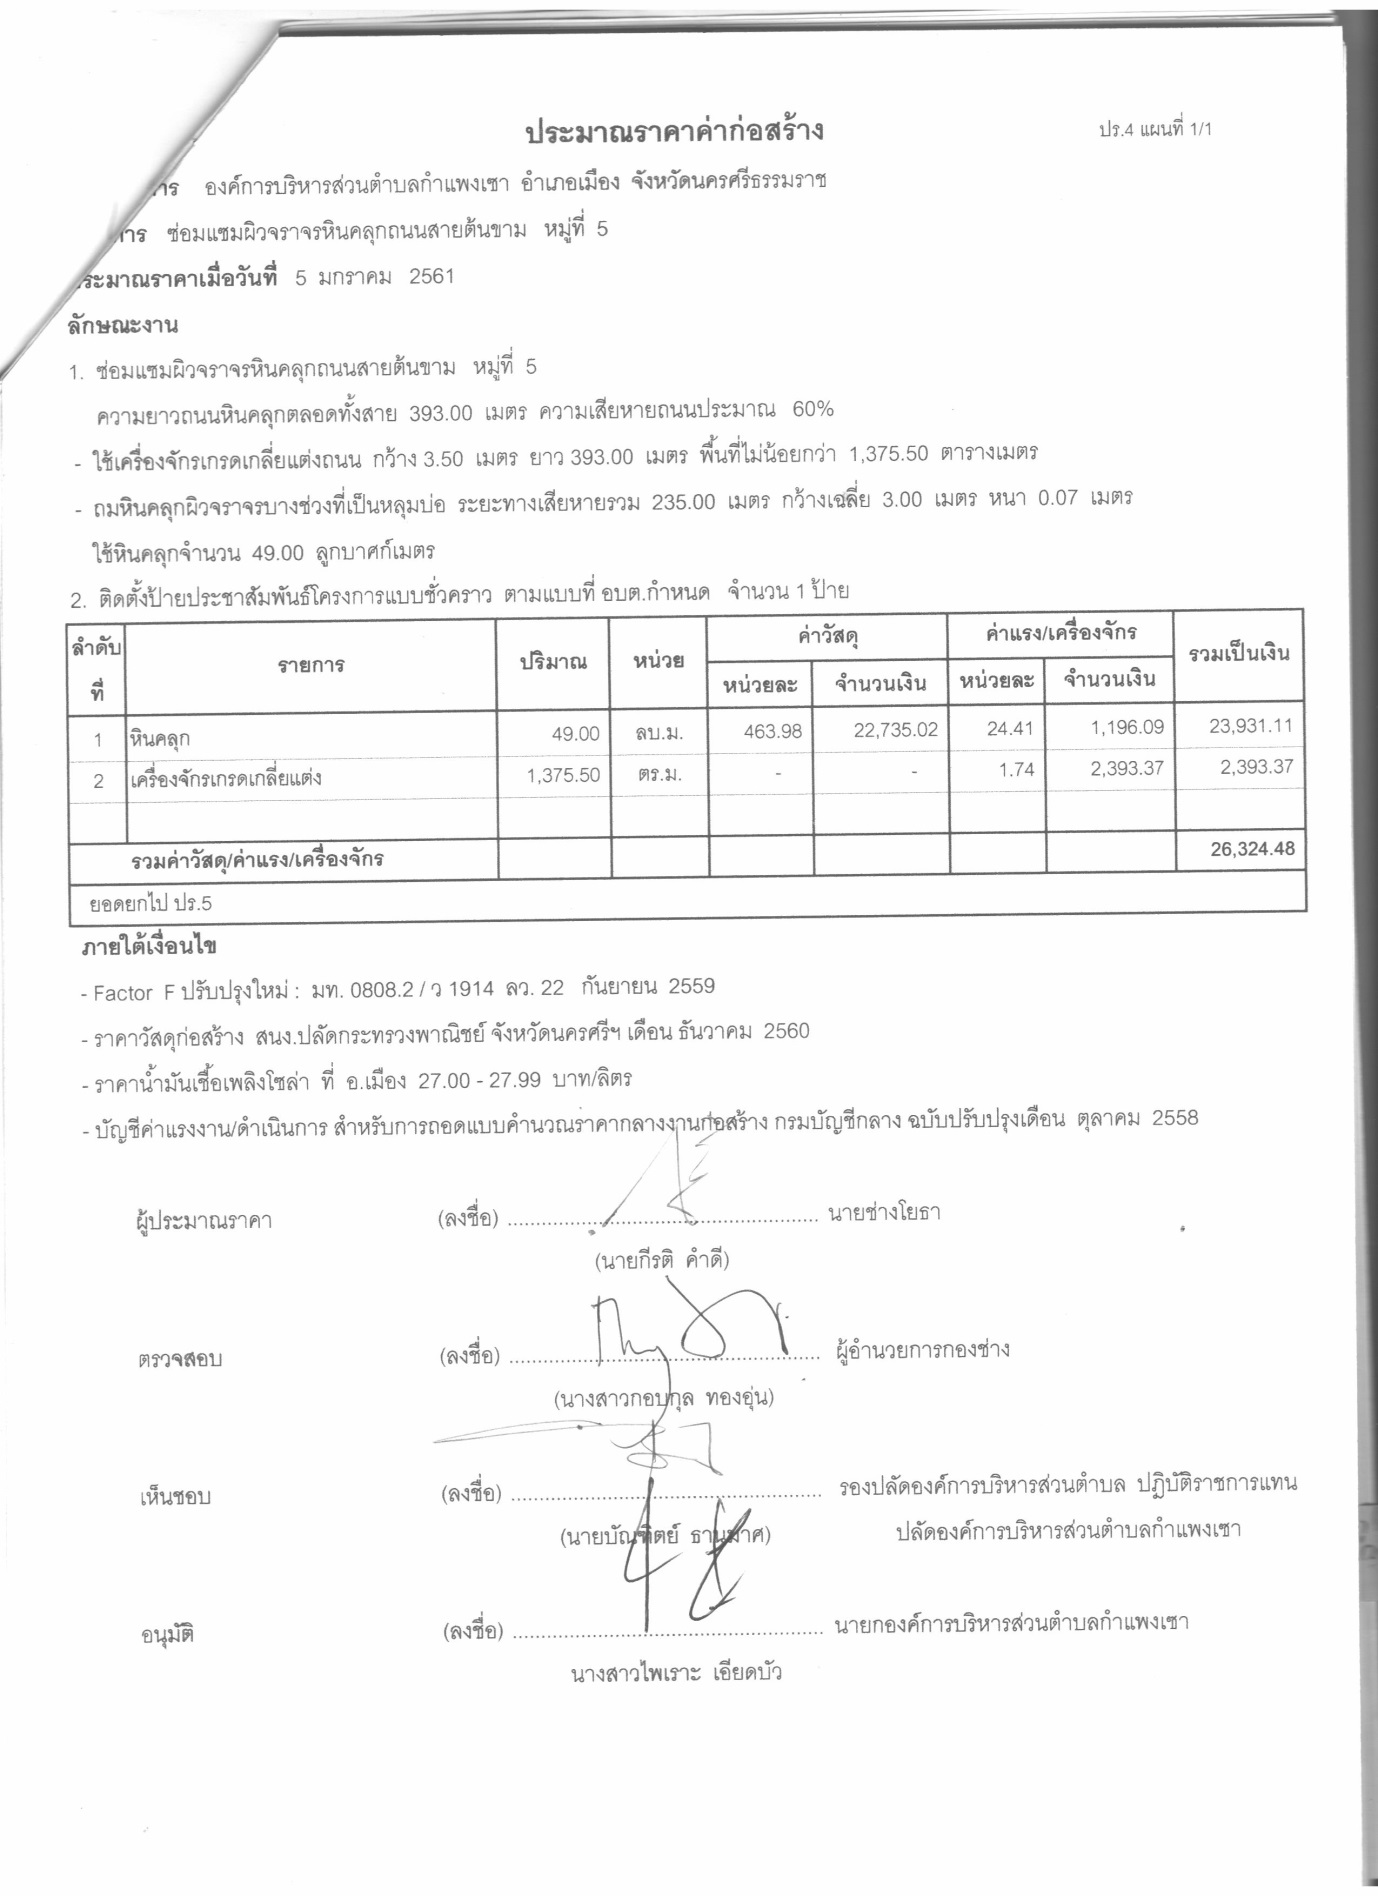 ประมาณราคาค่าก่อสร้าง
ปร.4 แผ่นที่ 1/1
การ องค์การบริหารส่วนตำบลกำแพงเซา อำเภอเมือง จังหวัดนครศรีธรรมราช
การ ซ่อมแซมผิวจราจรหินคลุกถนนสายต้นขาม หมู่ที่ 5
ระมาณราคาเมื่อวันที่ 5 มกราคม 2561
ลักษณะงาน
1. ซ่อมแซมผิวจราจรหินคลุกถนนสายต้นขาม หมู่ที่ 5
ความยาวถนนหินคลุกตลอดทั้งสาย 393.00 เมตร ความเสียหายถนนประมาณ 60%
- ใช้เครื่องจักรเกรดเกลี่ยแต่งถนน กว้าง 3.50 เมตร ยาว 393.00 เมตร พื้นที่ไม่น้อยกว่า 1,375.50 ตารางเมตร
- ถมหินคลุกผิวจราจรบางช่วงที่เป็นหลุมบ่อ ระยะทางเสียหายรวม 235.00 เมตร กว้างเฉลี่ย 3.00 เมตร หนา 0.07 เมตร
ใช้หินคลุกจำนวน 49.00 ลูกบาศก์เมตร
2. ติดตั้งป้ายประชาสัมพันธ์โครงการแบบชั่วคราว ตามแบบที่ อบต.กำหนด จำนวน 1 ป้าย
ลำดับที่ รายการ ปริมาณ หน่วย ค่าวัสดุ ค่าแรง/เครื่องจักร รวมเป็นเงิน
หน่วยละ จำนวนเงิน หน่วยละ จำนวนเงิน
1 หินคลุก 49.00 ลบ.ม. 463.98 22,735.02 24.41 1,196.09 23,931.11
2 เครื่องจักรเกรดเกลี่ยแต่ง 1,375.50 ตร.ม. - - 1.74 2,393.37 2,393.37
รวมค่าวัสดุ/ค่าแรง/เครื่องจักร 26,324.48
ยอดยกไป ปร.5
ภายใต้เงื่อนไข
- Factor F ปรับปรุงใหม่ : มท. 0808.2 / ว 1914 ลว. 22 กันยายน 2559
- ราคาวัสดุก่อสร้าง สนง.ปลัดกระทรวงพาณิชย์ จังหวัดนครศรีฯ เดือน ธันวาคม 2560
- ราคาน้ำมันเชื้อเพลิงโซล่า ที่ อ.เมือง 27.00 - 27.99 บาท/ลิตร
- บัญชีค่าแรงงาน/ดำเนินการ สำหรับการถอดแบบคำนวณราคากลางงานก่อสร้าง กรมบัญชีกลาง ฉบับปรับปรุงเดือน ตุลาคม 2558
ผู้ประมาณราคา (ลงชื่อ) ...................................................... นายช่างโยธา
(นายกีรติ คำดี)
ตรวจสอบ (ลงชื่อ) ...................................................... ผู้อำนวยการกองช่าง
(นางสาวกอบกุล ทองอุ่น)
เห็นชอบ (ลงชื่อ) ...................................................... รองปลัดองค์การบริหารส่วนตำบล ปฏิบัติราชการแทน
(นายบัณฑิตย์ ธานมาศ) ปลัดองค์การบริหารส่วนตำบลกำแพงเซา
อนุมัติ (ลงชื่อ) ...................................................... นายกองค์การบริหารส่วนตำบลกำแพงเซา
นางสาวไพเราะ เอียดบัว